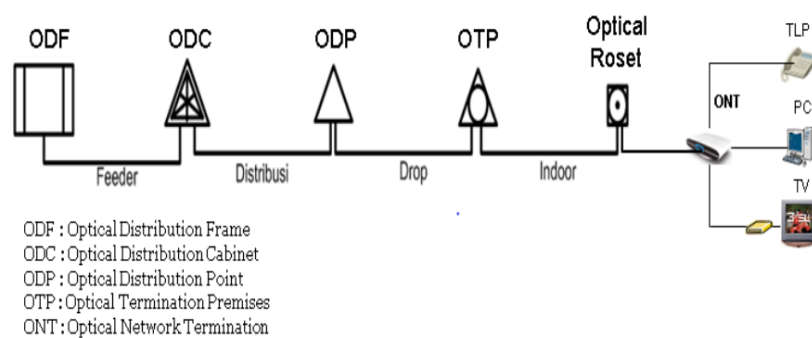 ODF
ODC
ODP
OTP
Optical
Roset
TLP
ONT
PC
TV
Feeder
Distribusi
Drop
Indoor
ODF : Optical Distribution Frame
ODC : Optical Distribution Cabinet
ODP : Optical Distribution Point
OTP : Optical Termination Premises
ONT : Optical Network Termination